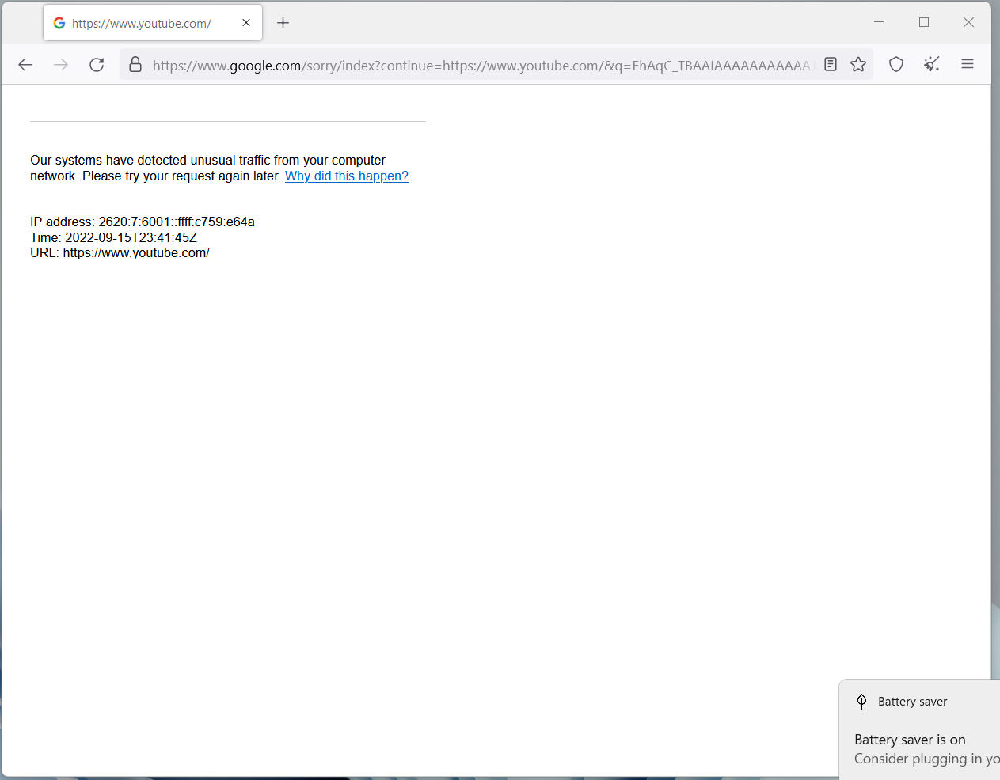 https://www.youtube.com/
https://www.google.com/sorry/index?continue=https://www.youtube.com/&q=EhAqC_TBAAIAAAAAAAAAAJ
Our systems have detected unusual traffic from your computer
network. Please try your request again later. Why did this happen?
IP address: 2620:7:6001::ffff:c759:e64a
Time: 2022-09-15T23:41:45Z
URL: https://www.youtube.com/
Battery saver
Battery saver is on
Consider plugging in yo